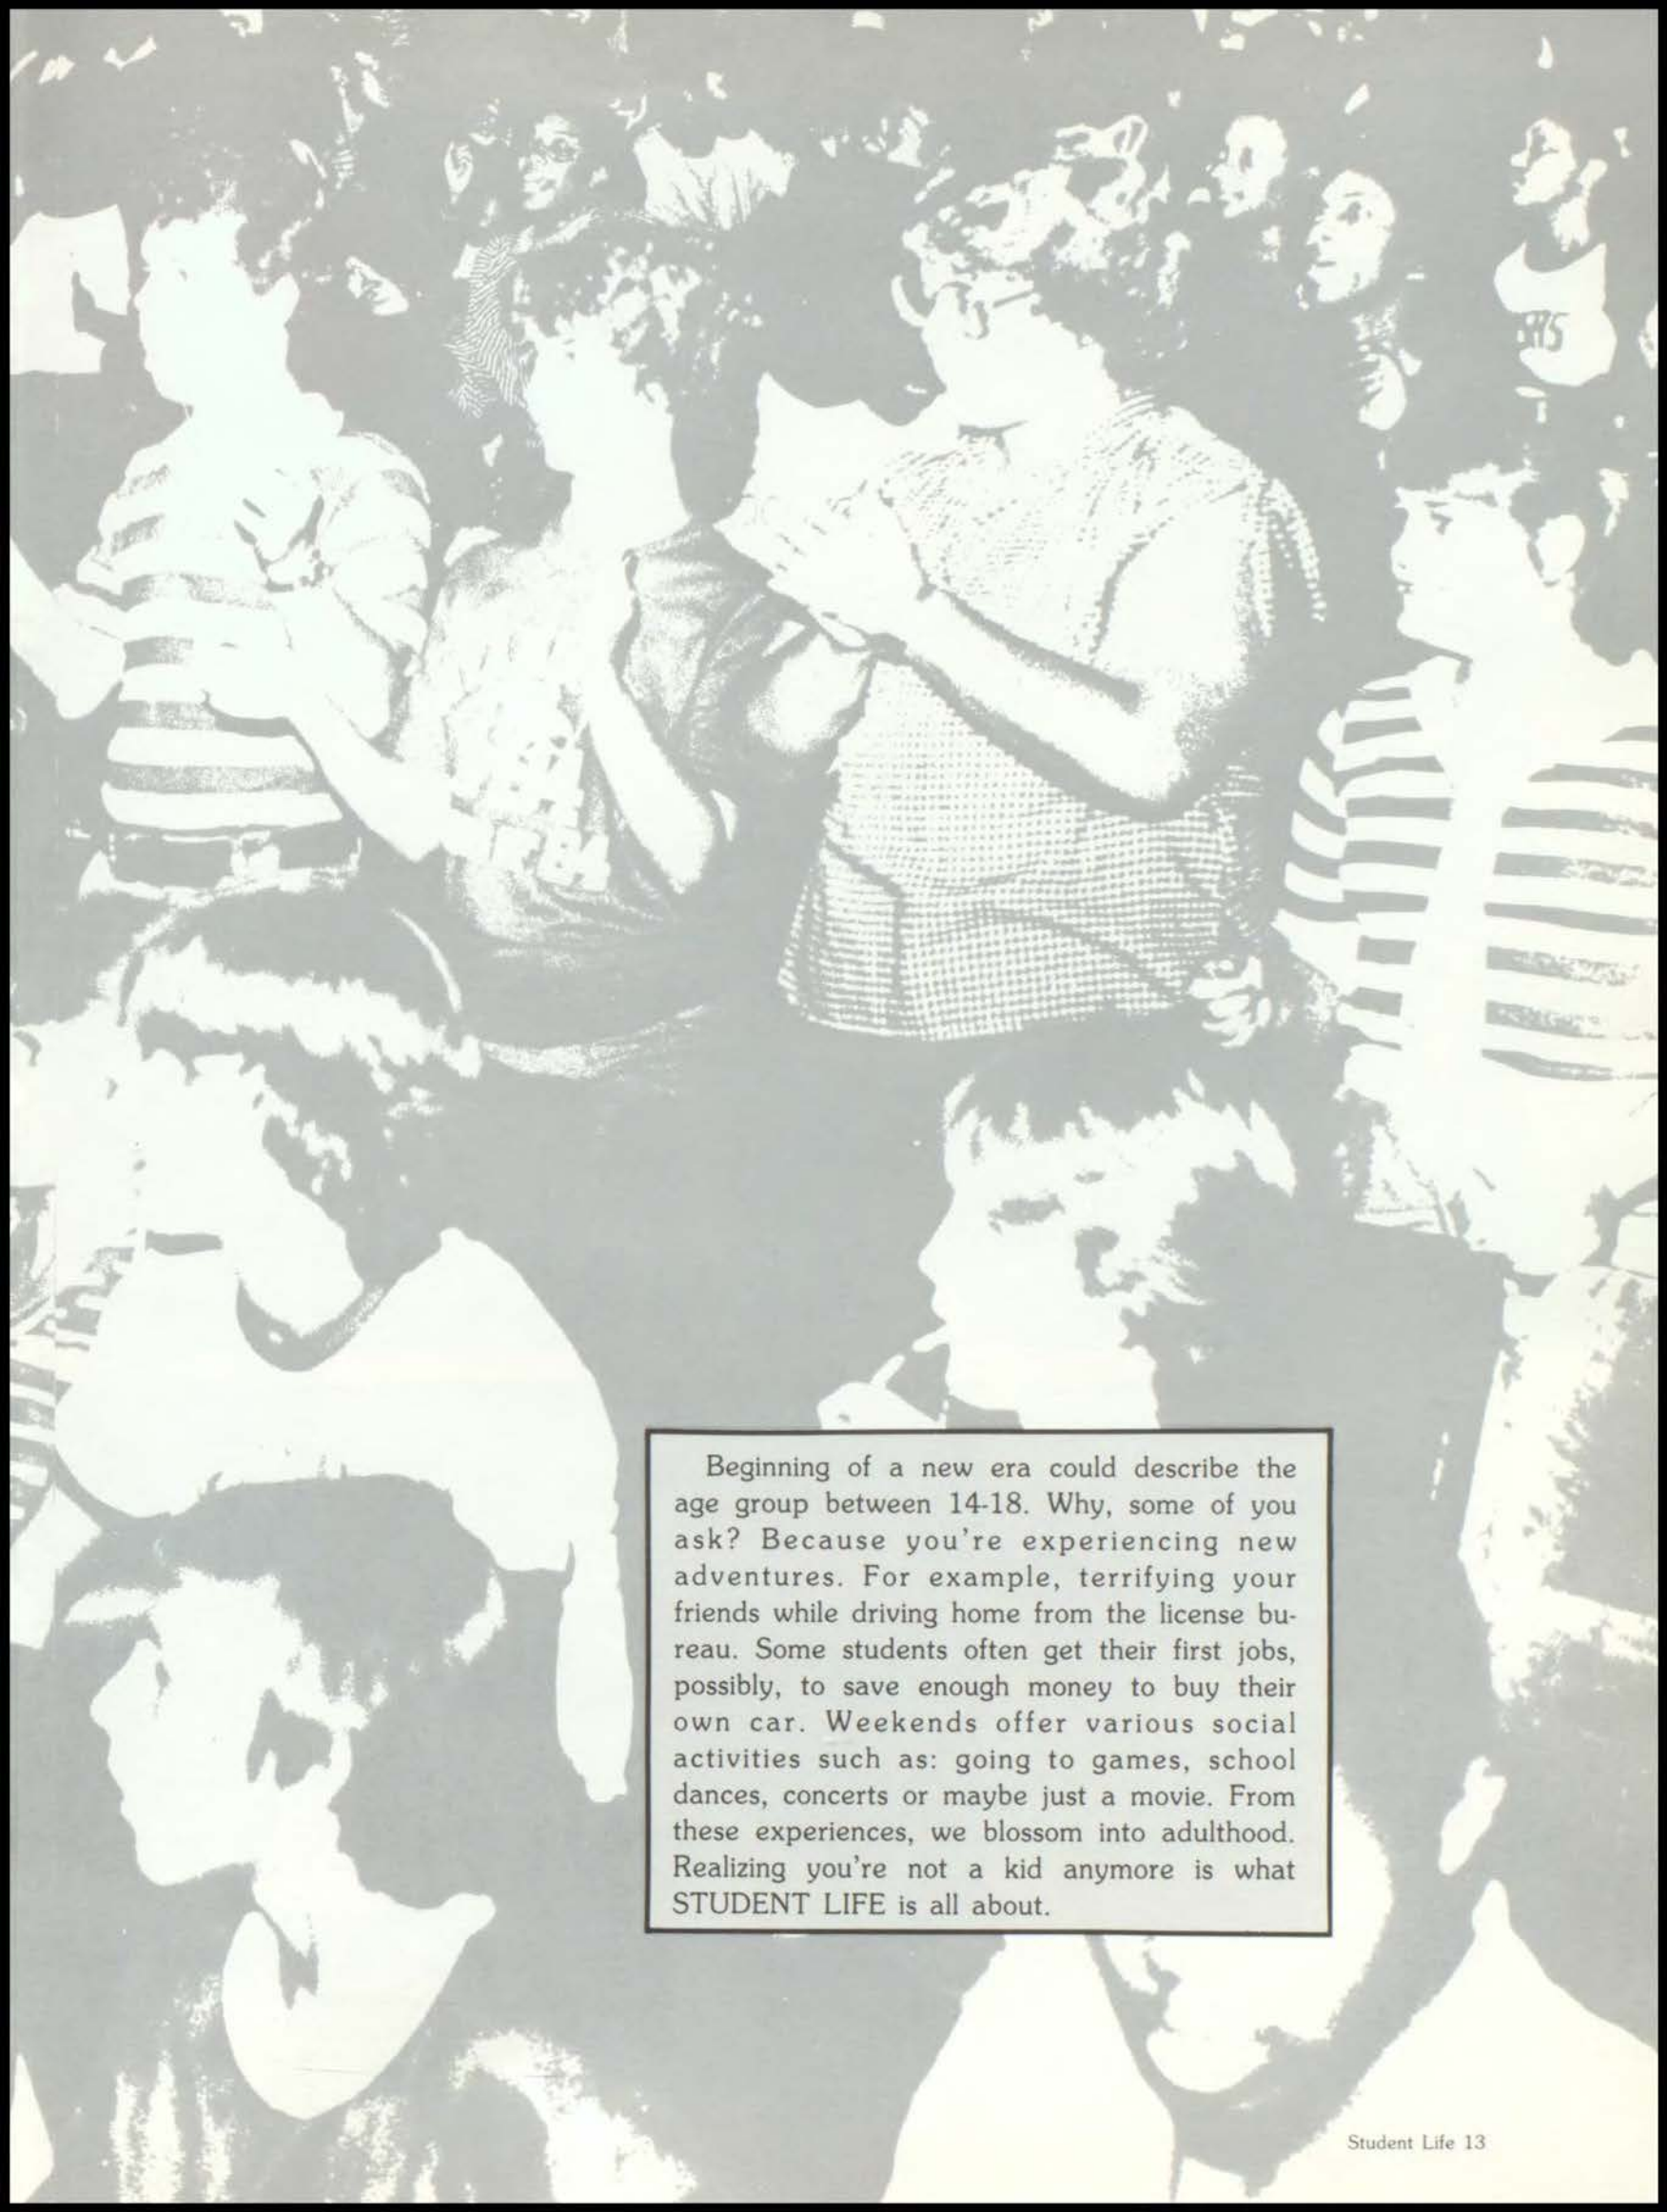 Beginning of a new era could describe the
age group between 14-18. Why, some of you
ask? Because you're experiencing new
adventures. For example, terrifying your
friends while driving home from the license bu-
reau. Some students often get their first jobs,
possibly, to save enough money to buy their
own car. Weekends offer various social
activities such as: going to games, school
dances, concerts or maybe just a movie. From
these experiences, we blossom into adulthood.
Realizing you're not a kid anymore is what
STUDENT LIFE is all about.
Student Life 13